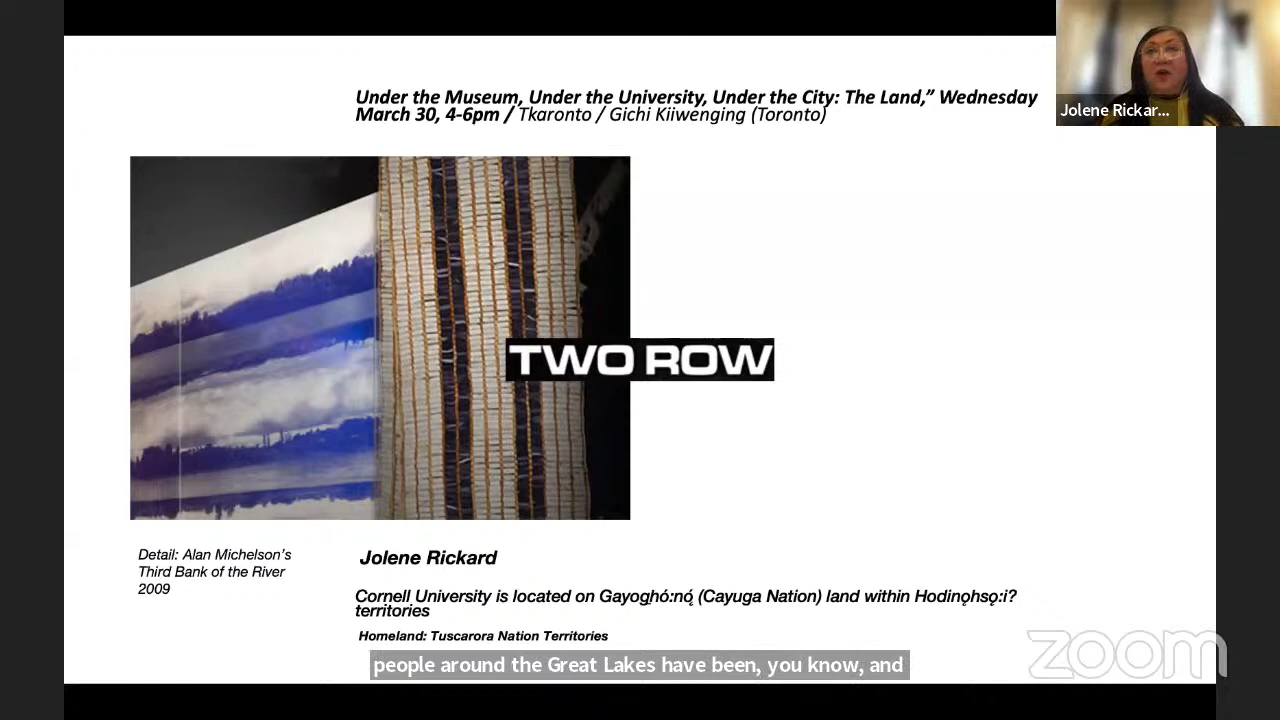 Under the Museum, Under the University, Under the City: The Land,” Wednesday
March 30, 4-6pm / Tkaronto / Gichi Kiiwenging (Toronto)
Jolene Rickar...
TWO ROW
Detail: Alan Michelson’s
Third Bank of the River
2009
Jolene Rickard
Cornell University is located on Gayogo̱hó:nǫ́ (Cayuga Nation) land within Hodinǫhsǫ:i?
territories
Homeland: Tuscarora Nation Territories
people around the Great Lakes have been, you know, and
zoom